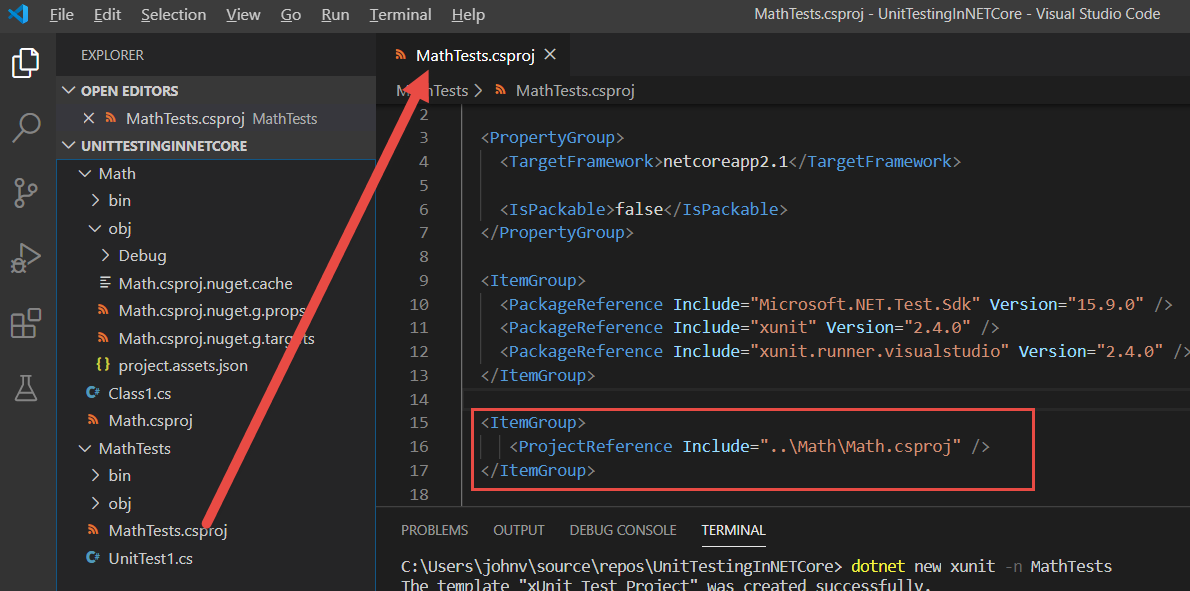 File Edit Selection View Go Run Terminal Help MathTests.csproj - UnitTestingInNETCore - Visual Studio Code
EXPLORER
OPEN EDITORS
MathTests.csproj MathTests
UNITTESTINGINNETCORE
Math
bin
obj
Debug
Math.csproj.nuget.cache
Math.csproj.nuget.g.props
Math.csproj.nuget.g.targets
project.assets.json
Class1.cs
Math.csproj
MathTests
bin
obj
MathTests.csproj
UnitTest1.cs
MathTests.csproj
MathTests > MathTests.csproj
2
3 <PropertyGroup>
4 <TargetFramework>netcoreapp2.1</TargetFramework>
5
6 <IsPackable>false</IsPackable>
7 </PropertyGroup>
8
9 <ItemGroup>
10 <PackageReference Include="Microsoft.NET.Test.Sdk" Version="15.9.0" />
11 <PackageReference Include="xunit" Version="2.4.0" />
12 <PackageReference Include="xunit.runner.visualstudio" Version="2.4.0" />
13 </ItemGroup>
14
15 <ItemGroup>
16 <ProjectReference Include="..\Math\Math.csproj" />
17 </ItemGroup>
18
PROBLEMS OUTPUT DEBUG CONSOLE TERMINAL
C:\Users\johnv\source\repos\UnitTestingInNETCore> dotnet new xunit -n MathTests
The template "xUnit Test Project" was created successfully.